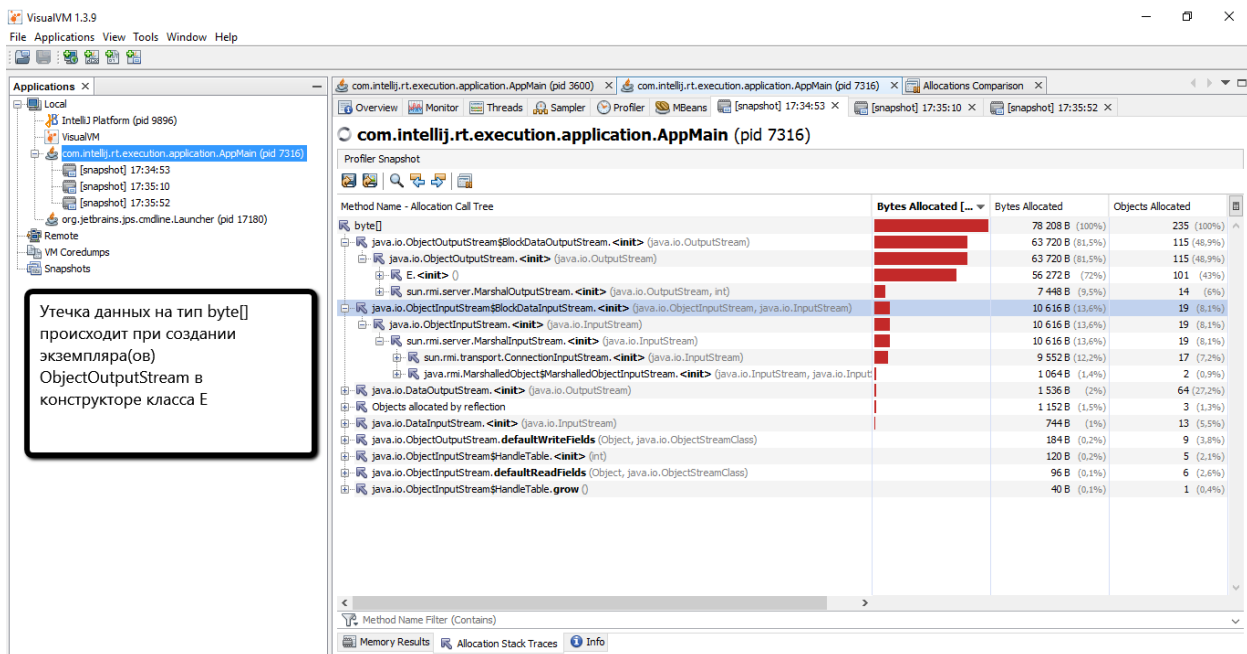 VisualVM 1.3.9
File Applications View Tools Window Help
Applications
Local
IntelliJ Platform (pid 9896)
VisualVM
com.intellij.rt.execution.application.AppMain (pid 7316)
[snapshot] 17:34:53
[snapshot] 17:35:10
[snapshot] 17:35:52
org.jetbrains.jps.cmdline.Launcher (pid 17180)
Remote
VM Coredumps
Snapshots
Утечка данных на тип byte[]
происходит при создании
экземпляра(ов)
ObjectOutputStream в
конструкторе класса E
com.intellij.rt.execution.application.AppMain (pid 3600) com.intellij.rt.execution.application.AppMain (pid 7316) Allocations Comparison
Overview Monitor Threads Sampler Profiler MBeans [snapshot] 17:34:53 [snapshot] 17:35:10 [snapshot] 17:35:52
com.intellij.rt.execution.application.AppMain (pid 7316)
Profiler Snapshot
Method Name - Allocation Call Tree Bytes Allocated [... Bytes Allocated Objects Allocated
byte[] 78 208 B (100%) 235 (100%)
java.io.ObjectOutputStream$BlockDataOutputStream.<init> (java.io.OutputStream) 63 720 B (81,5%) 115 (48,9%)
java.io.ObjectOutputStream.<init> (java.io.OutputStream) 63 720 B (81,5%) 115 (48,9%)
E.<init> () 56 272 B (72%) 101 (43%)
sun.rmi.server.MarshalOutputStream.<init> (java.io.OutputStream, int) 7 448 B (9,5%) 14 (6%)
java.io.ObjectInputStream$BlockDataInputStream.<init> (java.io.ObjectInputStream, java.io.InputStream) 10 616 B (13,6%) 19 (8,1%)
java.io.ObjectInputStream.<init> (java.io.InputStream) 10 616 B (13,6%) 19 (8,1%)
sun.rmi.server.MarshalInputStream.<init> (java.io.InputStream) 10 616 B (13,6%) 19 (8,1%)
sun.rmi.transport.ConnectionInputStream.<init> (java.io.InputStream) 9 552 B (12,2%) 17 (7,2%)
java.rmi.MarshalledObject$MarshalledObjectInputStream.<init> (java.io.InputStream, java.io.Input 1 064 B (1,4%) 2 (0,9%)
java.io.DataOutputStream.<init> (java.io.OutputStream) 1 536 B (2%) 64 (27,2%)
Objects allocated by reflection 1 152 B (1,5%) 3 (1,3%)
java.io.DataInputStream.<init> (java.io.InputStream) 744 B (1%) 13 (5,5%)
java.io.ObjectOutputStream.defaultWriteFields (Object, java.io.ObjectStreamClass) 184 B (0,2%) 9 (3,8%)
java.io.ObjectInputStream$HandleTable.<init> (int) 120 B (0,2%) 5 (2,1%)
java.io.ObjectInputStream.defaultReadFields (Object, java.io.ObjectStreamClass) 96 B (0,1%) 6 (2,6%)
java.io.ObjectInputStream$HandleTable.grow () 40 B (0,1%) 1 (0,4%)
Method Name Filter (Contains)
Memory Results Allocation Stack Traces Info